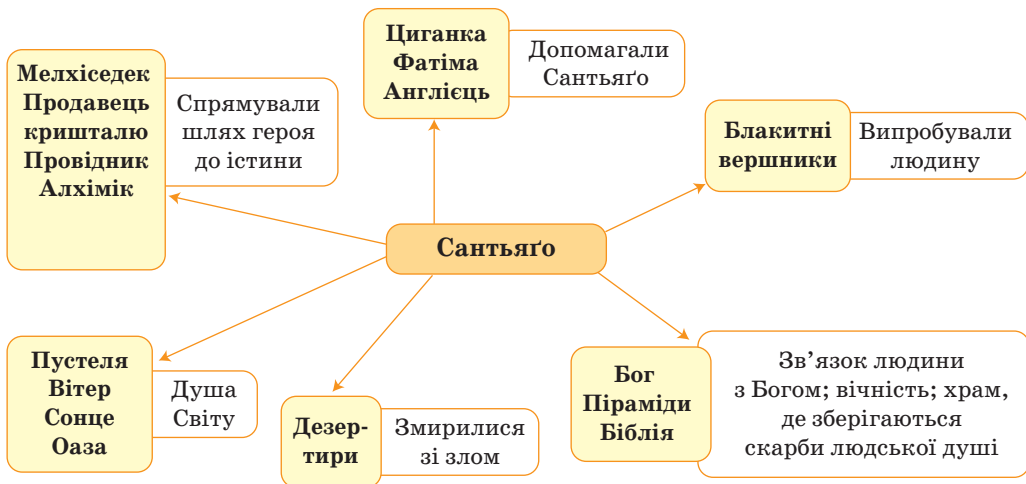 Мелхіседек
Продавець
кришталю
Провідник
Алхімік
Спрямували
шлях героя
до істини
Циганка
Фатіма
Англієць
Допомагали
Сантьяґо
Блакитні
вершники
Випробували
людину
Сантьяґо
Пустеля
Вітер
Сонце
Оаза
Душа
Світу
Дезер-
тири
Змирилися
зі злом
Бог
Піраміди
Біблія
Зв’язок людини
з Богом; вічність; храм,
де зберігаються
скарби людської душі